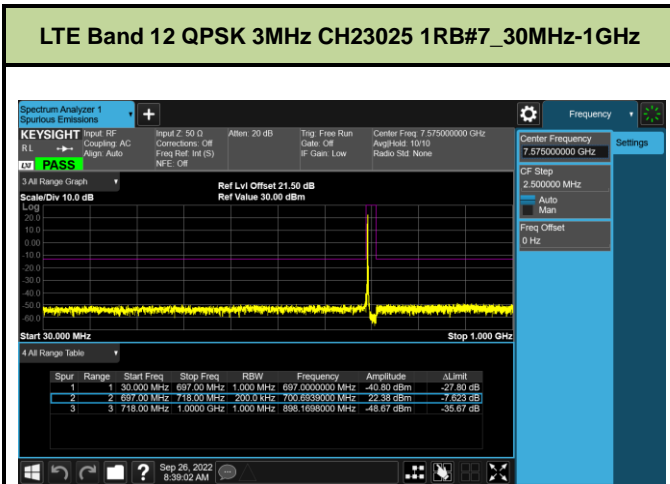 LTE Band 12 QPSK 3MHz CH23025 1RB#7_30MHz-1GHz
Spectrum Analyzer 1
Spurious Emissions
+
Frequency
KEYSIGHT Input: RF Input Z: 50 Ω Atten: 20 dB Trig: Free Run Center Freq: 7.575000000 GHz
RL Coupling: AC Corrections: Off Gate: Off Avg|Hold: 10/10
Align: Auto Freq Ref: Int (S) IF Gain: Low Radio Std: None
LXI PASS NFE: Off
Center Frequency
7.575000000 GHz
Settings
CF Step
2.500000 MHz
Auto
Man
Freq Offset
0 Hz
3 All Range Graph
Ref Lvl Offset 21.50 dB
Scale/Div 10.0 dB Ref Value 30.00 dBm
Log
20.0
10.0
0.00
-10.0
-20.0
-30.0
-40.0
-50.0
-60.0
Start 30.000 MHz Stop 1.000 GHz
4 All Range Table
Spur Range Start Freq Stop Freq RBW Frequency Amplitude ΔLimit
1 1 30.000 MHz 697.00 MHz 1.000 MHz 697.0000000 MHz -40.80 dBm -27.80 dB
2 2 697.00 MHz 718.00 MHz 200.0 kHz 700.6939000 MHz 22.38 dBm -7.623 dB
3 3 718.00 MHz 1.0000 GHz 1.000 MHz 898.1698000 MHz -48.67 dBm -35.67 dB
? Sep 26, 2022
8:39:02 AM